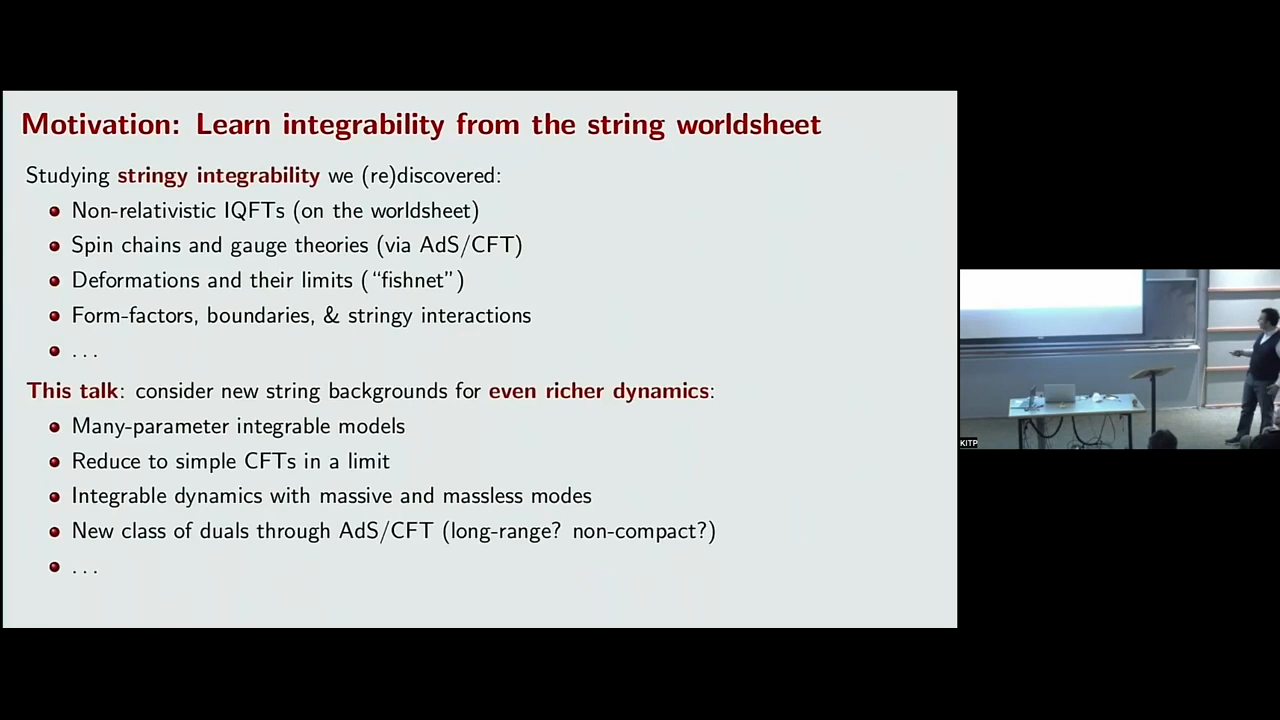 Motivation: Learn integrability from the string worldsheet
Studying stringy integrability we (re)discovered:
Non-relativistic IQFTs (on the worldsheet)
Spin chains and gauge theories (via AdS/CFT)
Deformations and their limits (“fishnet”)
Form-factors, boundaries, & stringy interactions
...
This talk: consider new string backgrounds for even richer dynamics:
Many-parameter integrable models
Reduce to simple CFTs in a limit
Integrable dynamics with massive and massless modes
New class of duals through AdS/CFT (long-range? non-compact?)
...
KITP